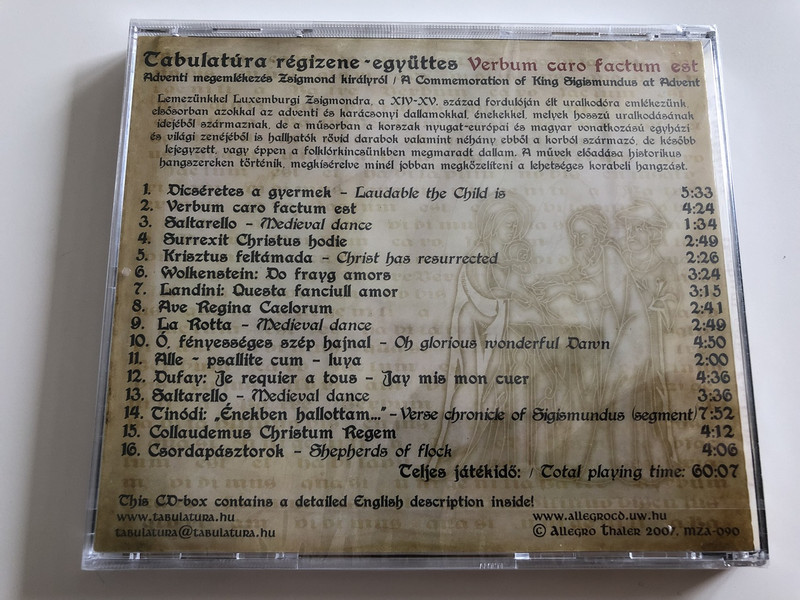 Tabulatúra régizene-együttes Verbum caro factum est
Adventi megemlékezés Zsigmond királyról / A Commemoration of King Sigismundus at Advent
Lemezünkkel Luxemburgi Zsigmondra, a XIV-XV. század fordulóján élt uralkodóra emlékezünk
elsősorban azokkal az adventi és karácsonyi dallamokkal, énekekkel, melyek hosszú uralkodásának
idejéből származnak, de a műsorban a korszak nyugat-európai és magyar vonatkozású egyházi
és világi zenéjéből is hallhatók rövid darabok valamint néhány ebből a korból származó, de később
lejegyzett, vagy éppen a folklórkincsünkben megmaradt dallam. A művek előadása historikus
hangszereken történik, megkísérelve minél jobban megközelíteni a lehetséges korabeli hangzást.
1. Dicséretes a gyermek - Laudable the Child is 5:33
2. Verbum caro factum est 4:24
3. Saltarello - Medieval dance 1:34
4. Surrexit Christus hodie 2:49
5. Krisztus feltámada - Christ has resurrected 2:26
6. Wolkenstein: Do frayg amors 3:24
7. Landini: Questa fanciull amor 3:15
8. Ave Regina Caelorum 2:41
9. La Rotta - Medieval dance 2:49
10. Ó, fényességes szép hajnal - Oh glorious wonderful Dawn 4:50
11. Alle - psallite cum - luya 2:00
12. Dufay: Je requier a tous - Jay mis mon cuer 4:36
13. Saltarello - Medieval dance 3:36
14. Tinódi: „Énekben hallottam..." - Verse chronicle of Sigismundus (segment) 7:52
15. Collaudemus Christum Regem 4:12
16. Csordapásztorok - Shepherds of flock 4:06
Teljes játékidő: / Total playing time: 60:07
This CD-box contains a detailed English description inside!
www.tabulatura.hu www.allegrocd.uw.hu
tabulatura@tabulatura.hu © Allegro Thaler 2007. MZA-090